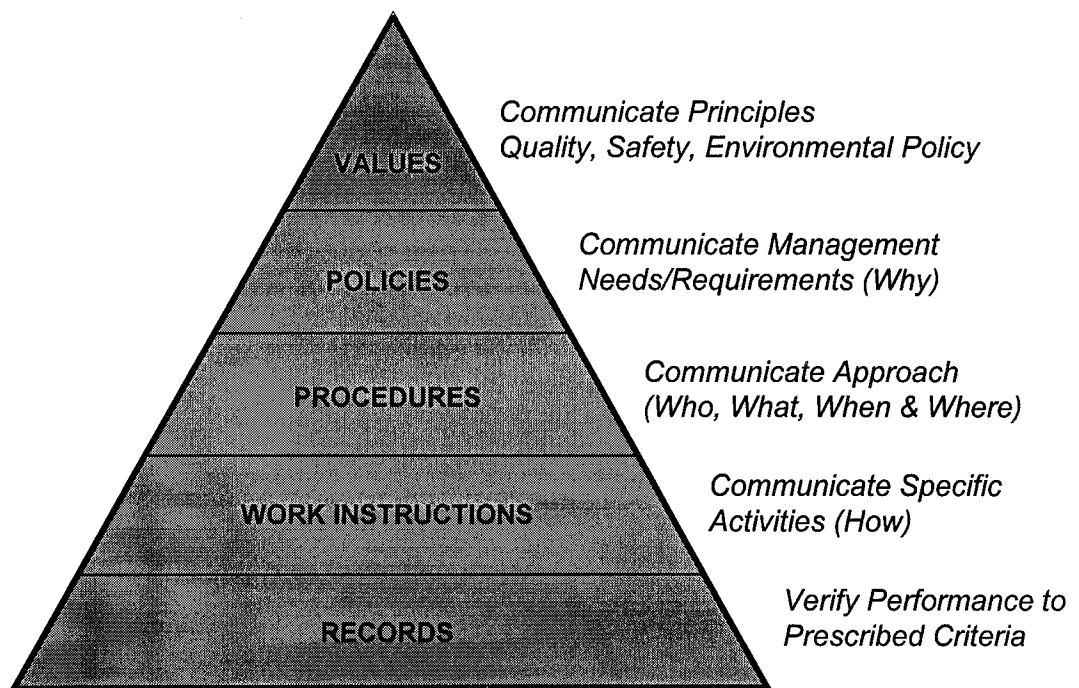 VALUES
Communicate Principles
Quality, Safety, Environmental Policy
POLICIES
Communicate Management
Needs/Requirements (Why)
PROCEDURES
Communicate Approach
(Who, What, When & Where)
WORK INSTRUCTIONS
Communicate Specific
Activities (How)
RECORDS
Verify Performance to
Prescribed Criteria